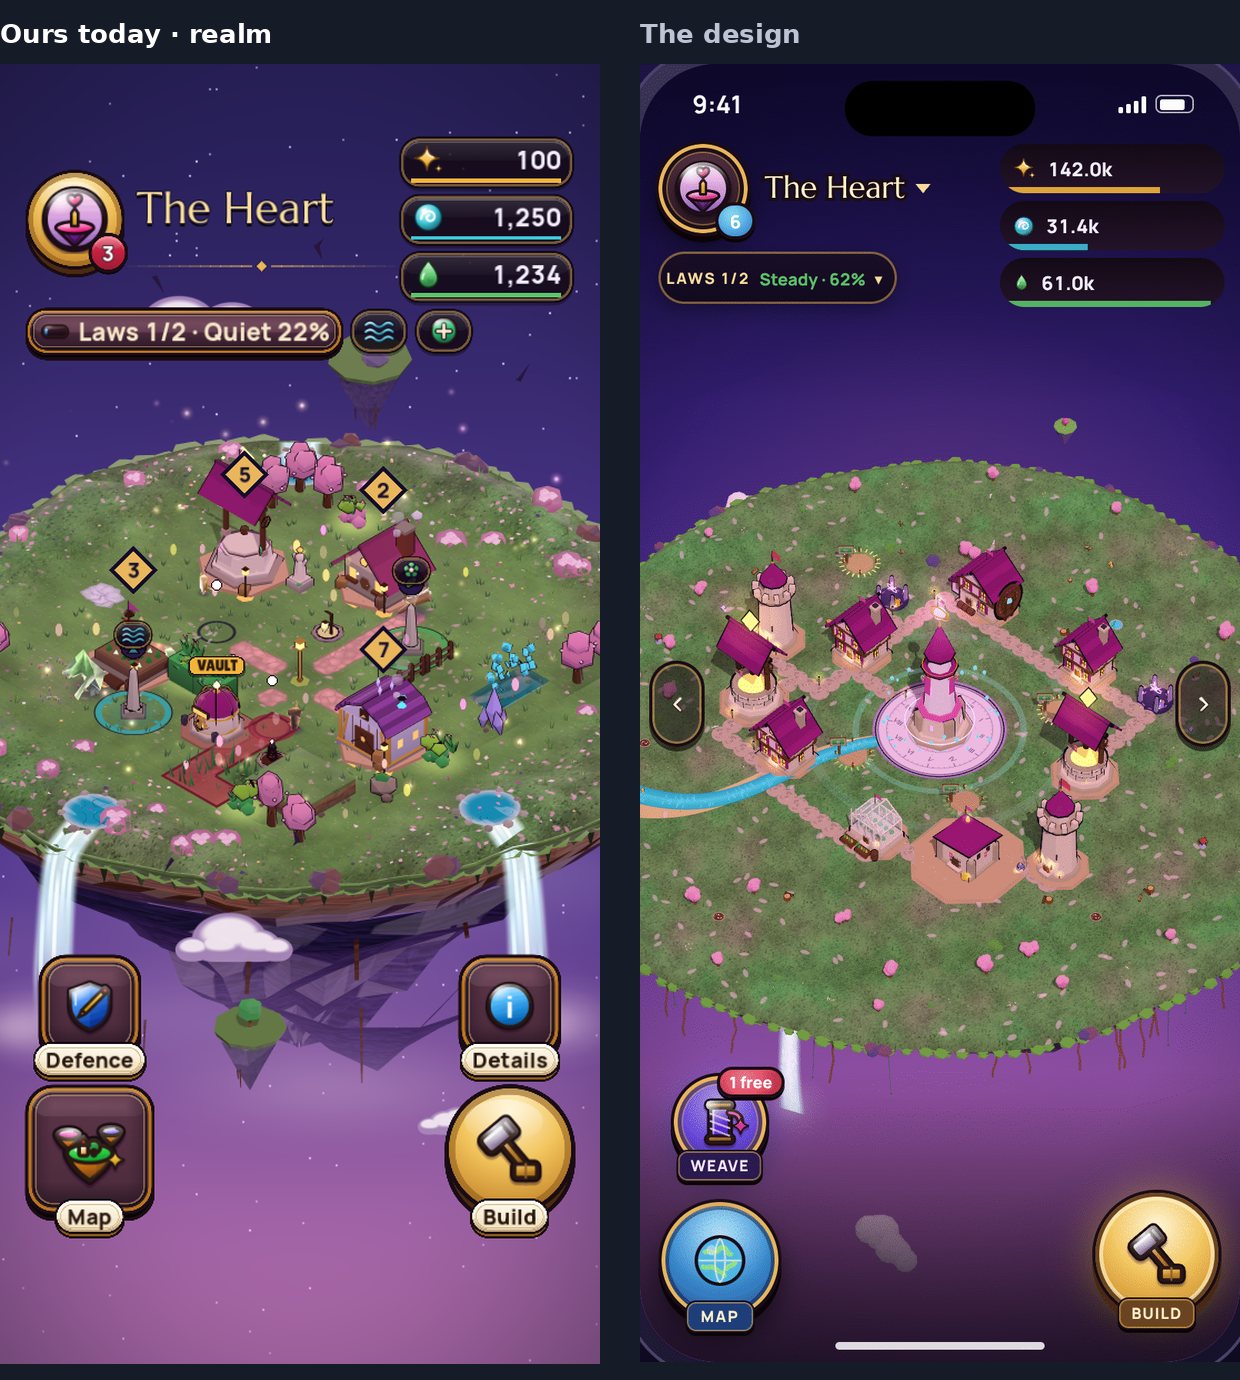 Ours today · realm
The Heart
3
100
1,250
1,234
Laws 1/2 · Quiet 22%
5
2
3
7
VAULT
Defence
Details
Map
Build
The design
9:41
The Heart
6
142.0k
31.4k
61.0k
LAWS 1/2 Steady · 62%
1 free
WEAVE
MAP
BUILD